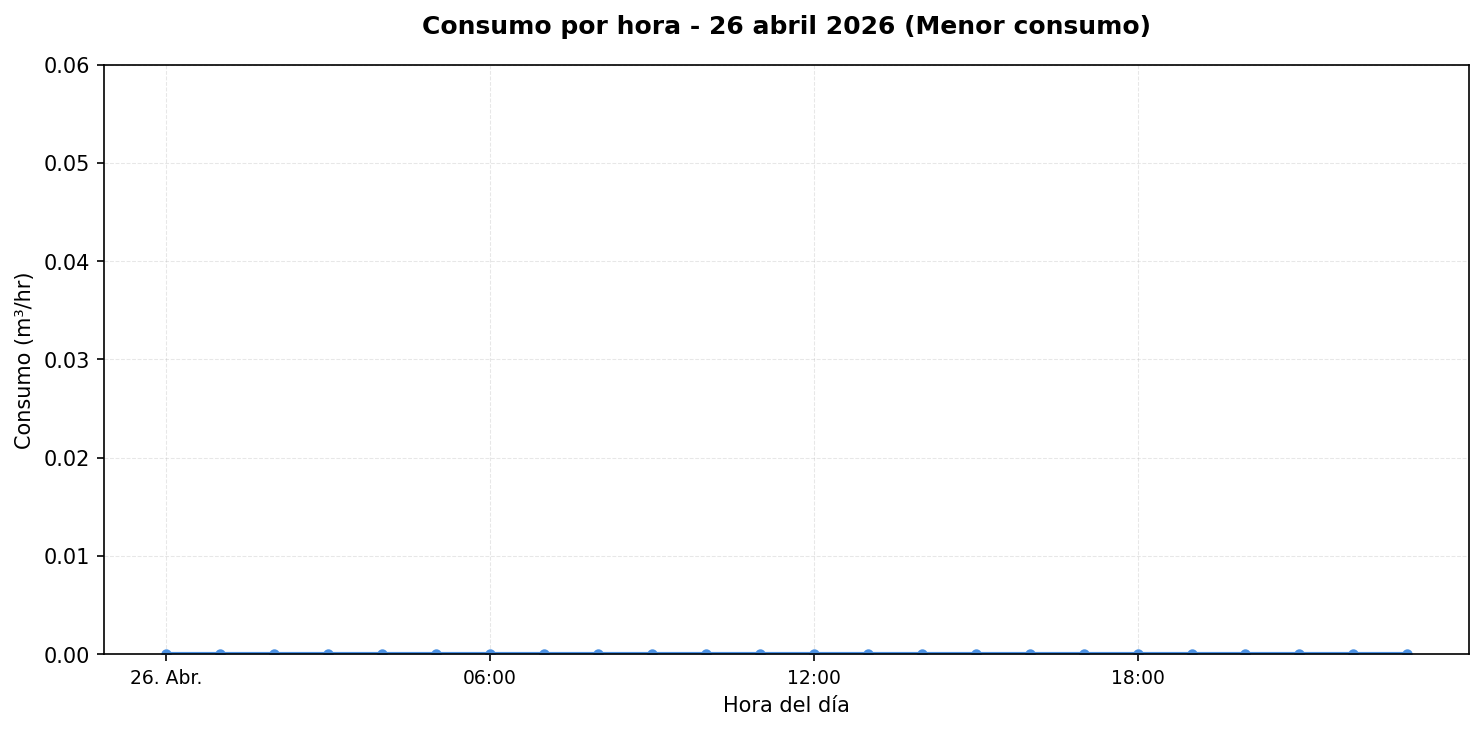 Consumo por hora - 26 abril 2026 (Menor consumo)
Consumo (m³/hr)
0.06
0.05
0.04
0.03
0.02
0.01
0.00
26. Abr.
06:00
12:00
18:00
Hora del día